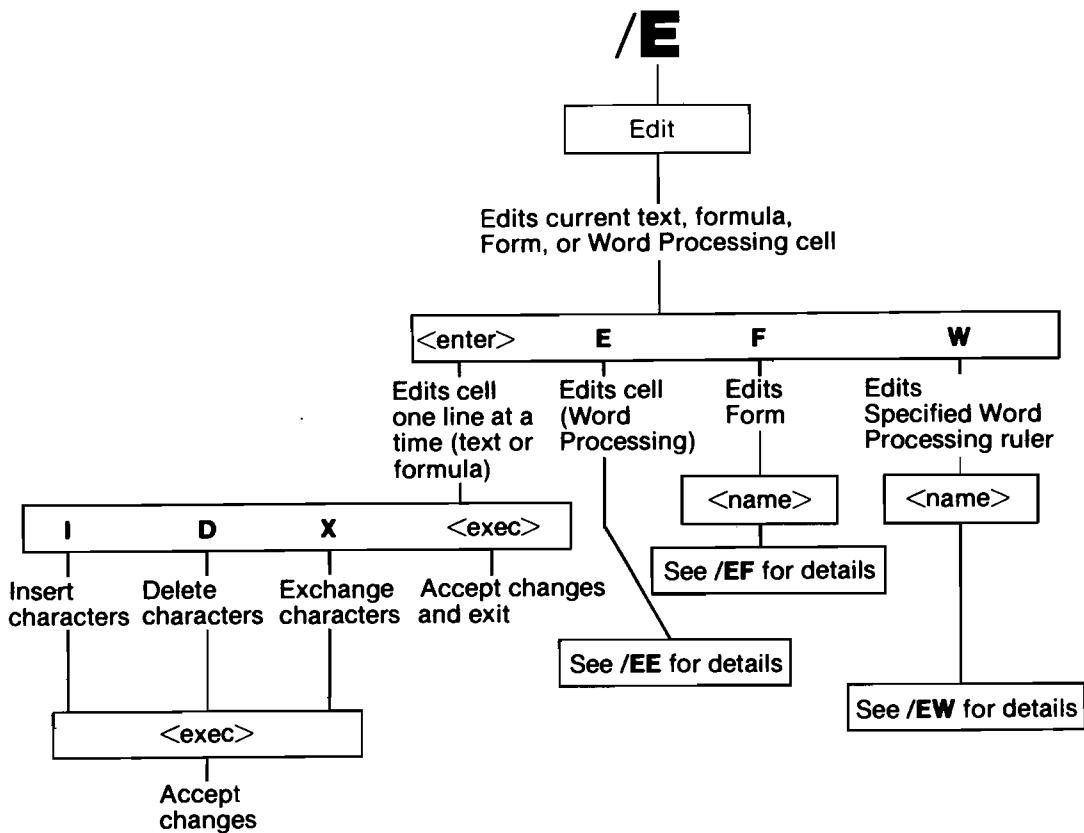 /E
Edit
Edits current text, formula,
Form, or Word Processing cell
<enter> E F W
Edits cell
one line at a
time (text or
formula)
Edits cell
(Word
Processing)
Edits
Form
Edits
Specified Word
Processing ruler
<name>
<name>
I D X <exec>
See /EF for details
Insert
characters
Delete
characters
Exchange
characters
Accept changes
and exit
See /EE for details
See /EW for details
<exec>
Accept
changes